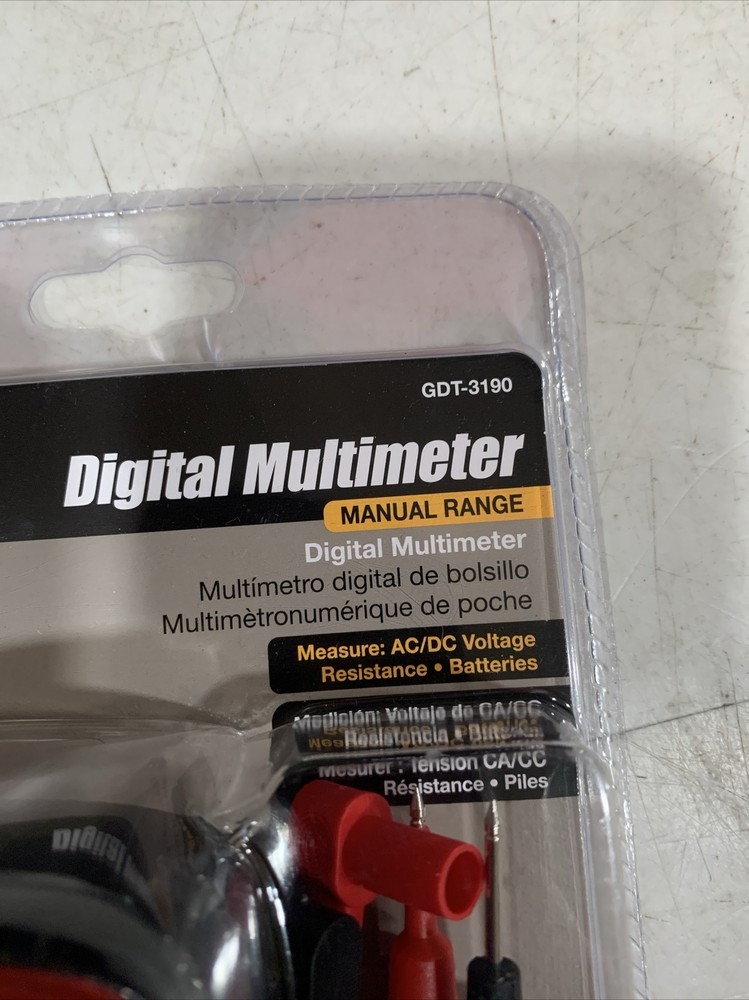 GDT-3190
Digital Multimeter
MANUAL RANGE
Digital Multimeter
Multímetro digital de bolsillo
Multimètronumérique de poche
Measure: AC/DC Voltage
Resistance • Batteries
Medición: Voltaje de CA/CC
Resistencia
Mesurer : Tension CA/CC
Résistance • Piles